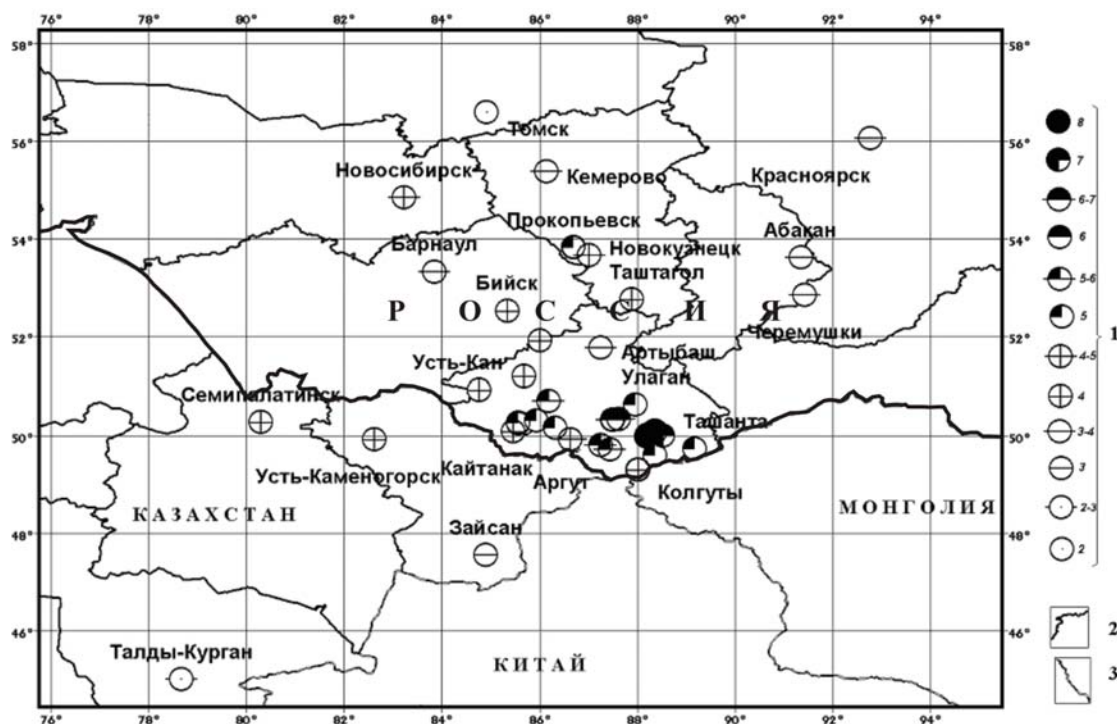 76° 78° 80° 82° 84° 86° 88° 90° 92° 94°
58° 58°
56° 56°
54° 54°
52° 52°
50° 50°
48° 48°
46° 46°
76° 78° 80° 82° 84° 86° 88° 90° 92° 94°
Томск
Новосибирск
Кемерово
Красноярск
Прокопьевск
Абакан
Барнаул
Новокузнецк
Бийск
Таштагол
РОССИЯ
Черемушки
Усть-Кан
Артыбаш
Улаган
Семипалатинск
Ташанта
Усть-Каменогорск
Кайтанак
Аргут
Колгуты
КАЗАХСТАН
МОНГОЛИЯ
Зайсан
Талды-Курган
КИТАЙ
8
7
6-7
6
5-6
5
4-5
4
3-4
3
2-3
2
1
2
3